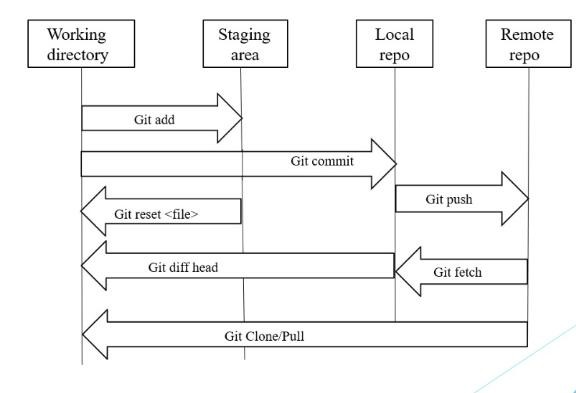 Working
directory
Staging
area
Local
repo
Remote
repo
Git add
Git commit
Git push
Git reset <file>
Git diff head
Git fetch
Git Clone/Pull